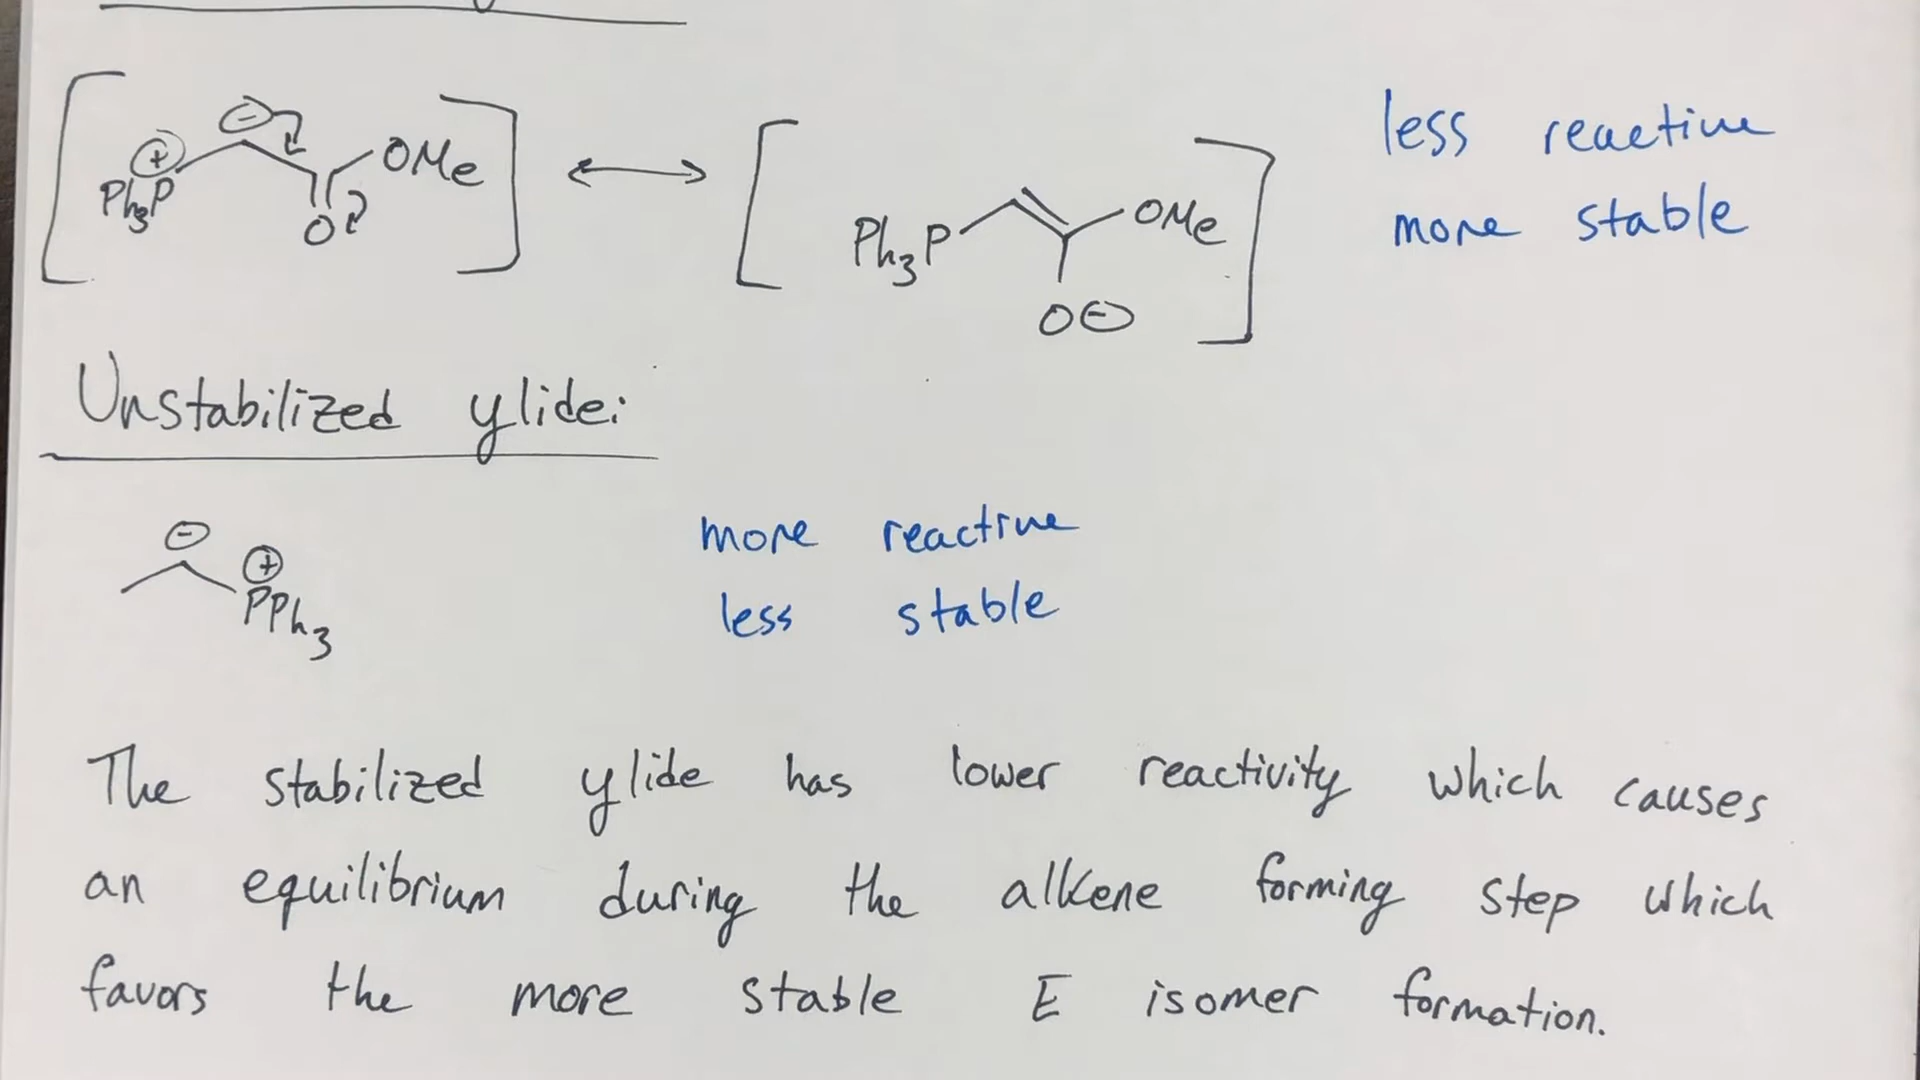 ⊖
⊕
Ph3P
OMe
O
Ph3P
OMe
O⊖
less reactive
more stable
Unstabilized ylide:
⊖
⊕
PPh3
more reactive
less stable
The stabilized ylide has lower reactivity which causes
an equilibrium during the alkene forming step which
favors the more stable E isomer formation.